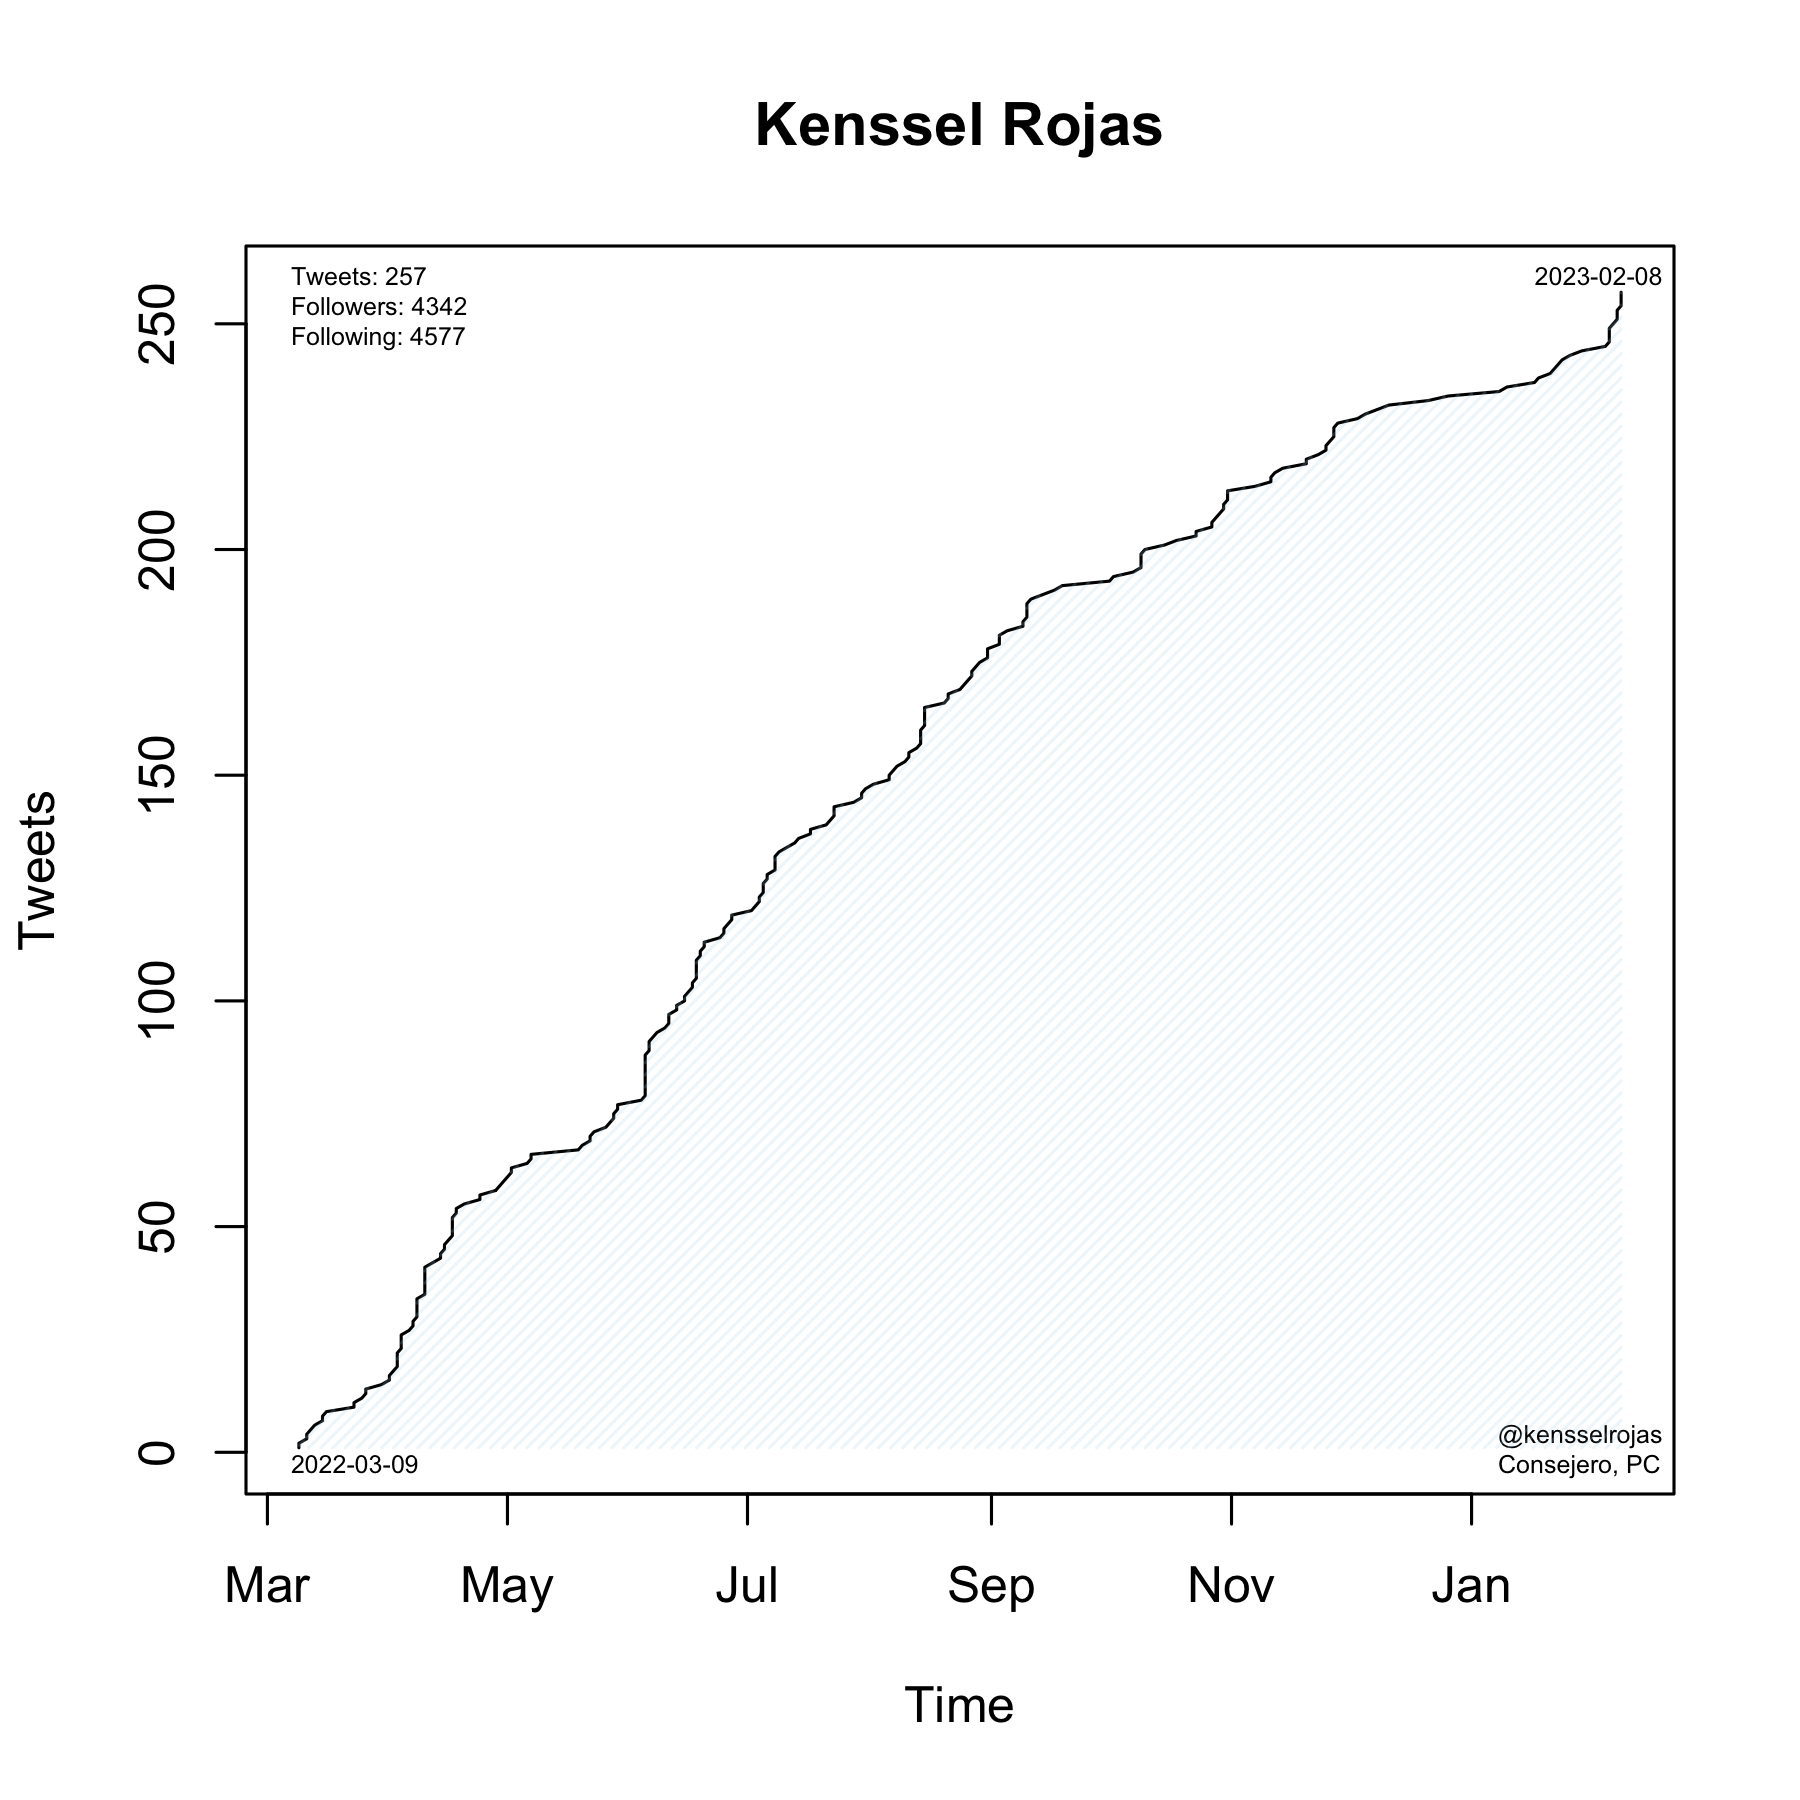 Kenssel Rojas
Tweets: 257
Followers: 4342
Following: 4577
2023-02-08
250
200
150
100
50
0
Tweets
2022-03-09
@kensselrojas
Consejero, PC
Mar May Jul Sep Nov Jan
Time